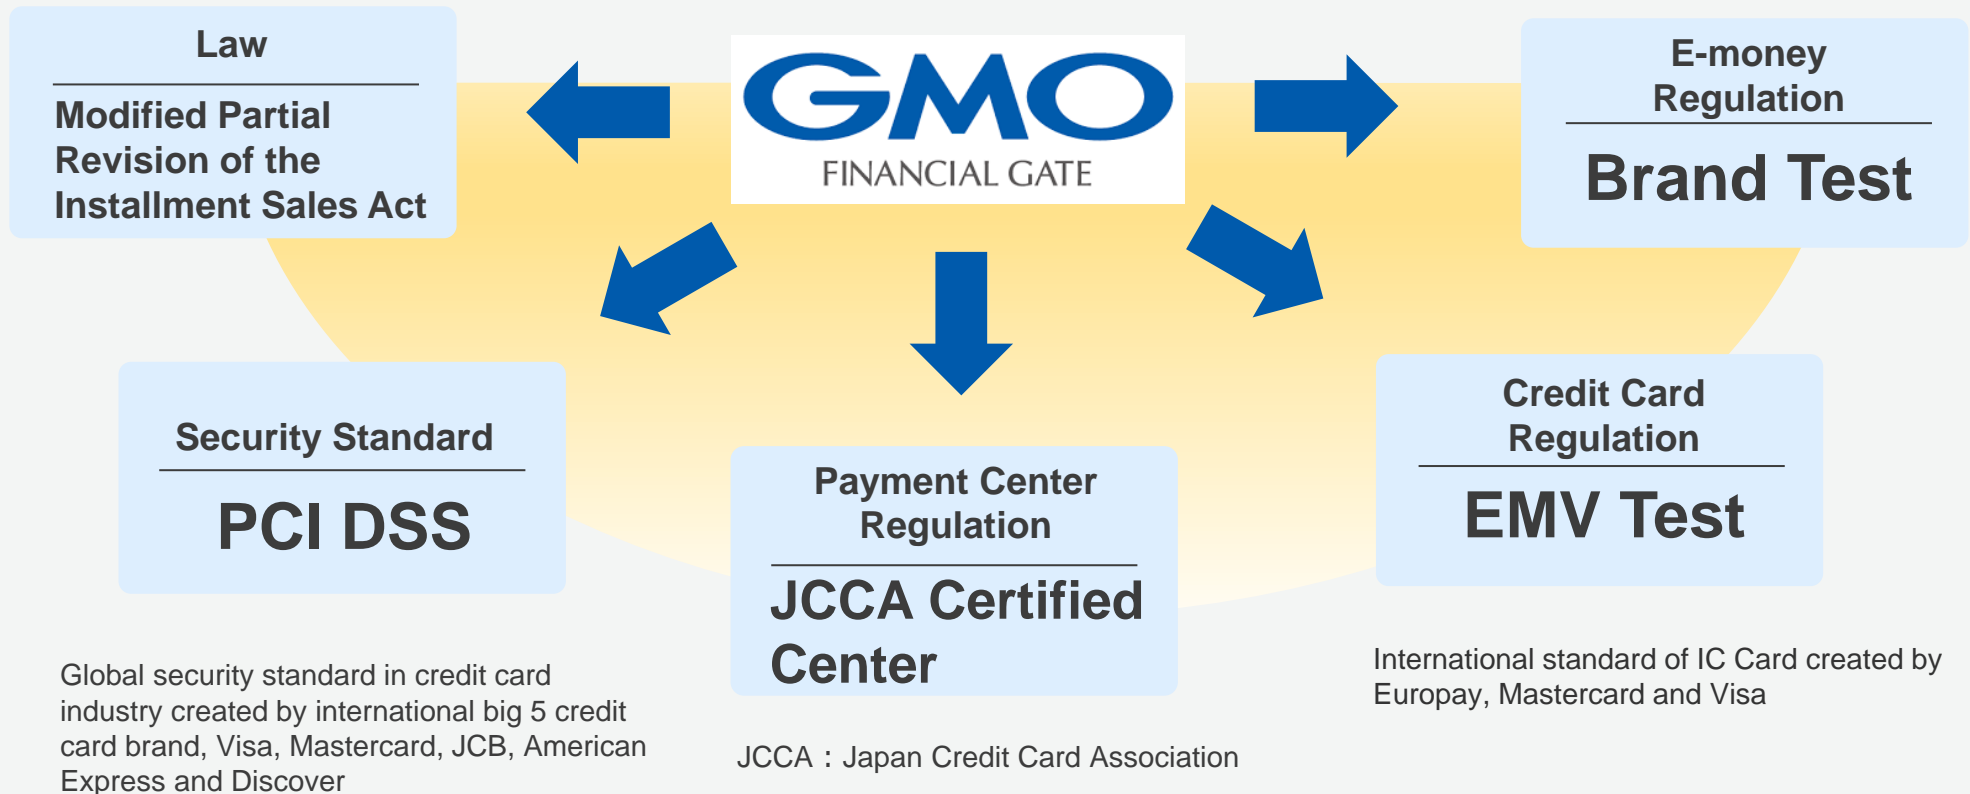 Law
Modified Partial
Revision of the
Installment Sales Act
GMO
FINANCIAL GATE
E-money
Regulation
Brand Test
Security Standard
PCI DSS
Payment Center
Regulation
JCCA Certified
Center
Credit Card
Regulation
EMV Test
Global security standard in credit card
industry created by international big 5 credit
card brand, Visa, Mastercard, JCB, American
Express and Discover
JCCA：Japan Credit Card Association
International standard of IC Card created by
Europay, Mastercard and Visa